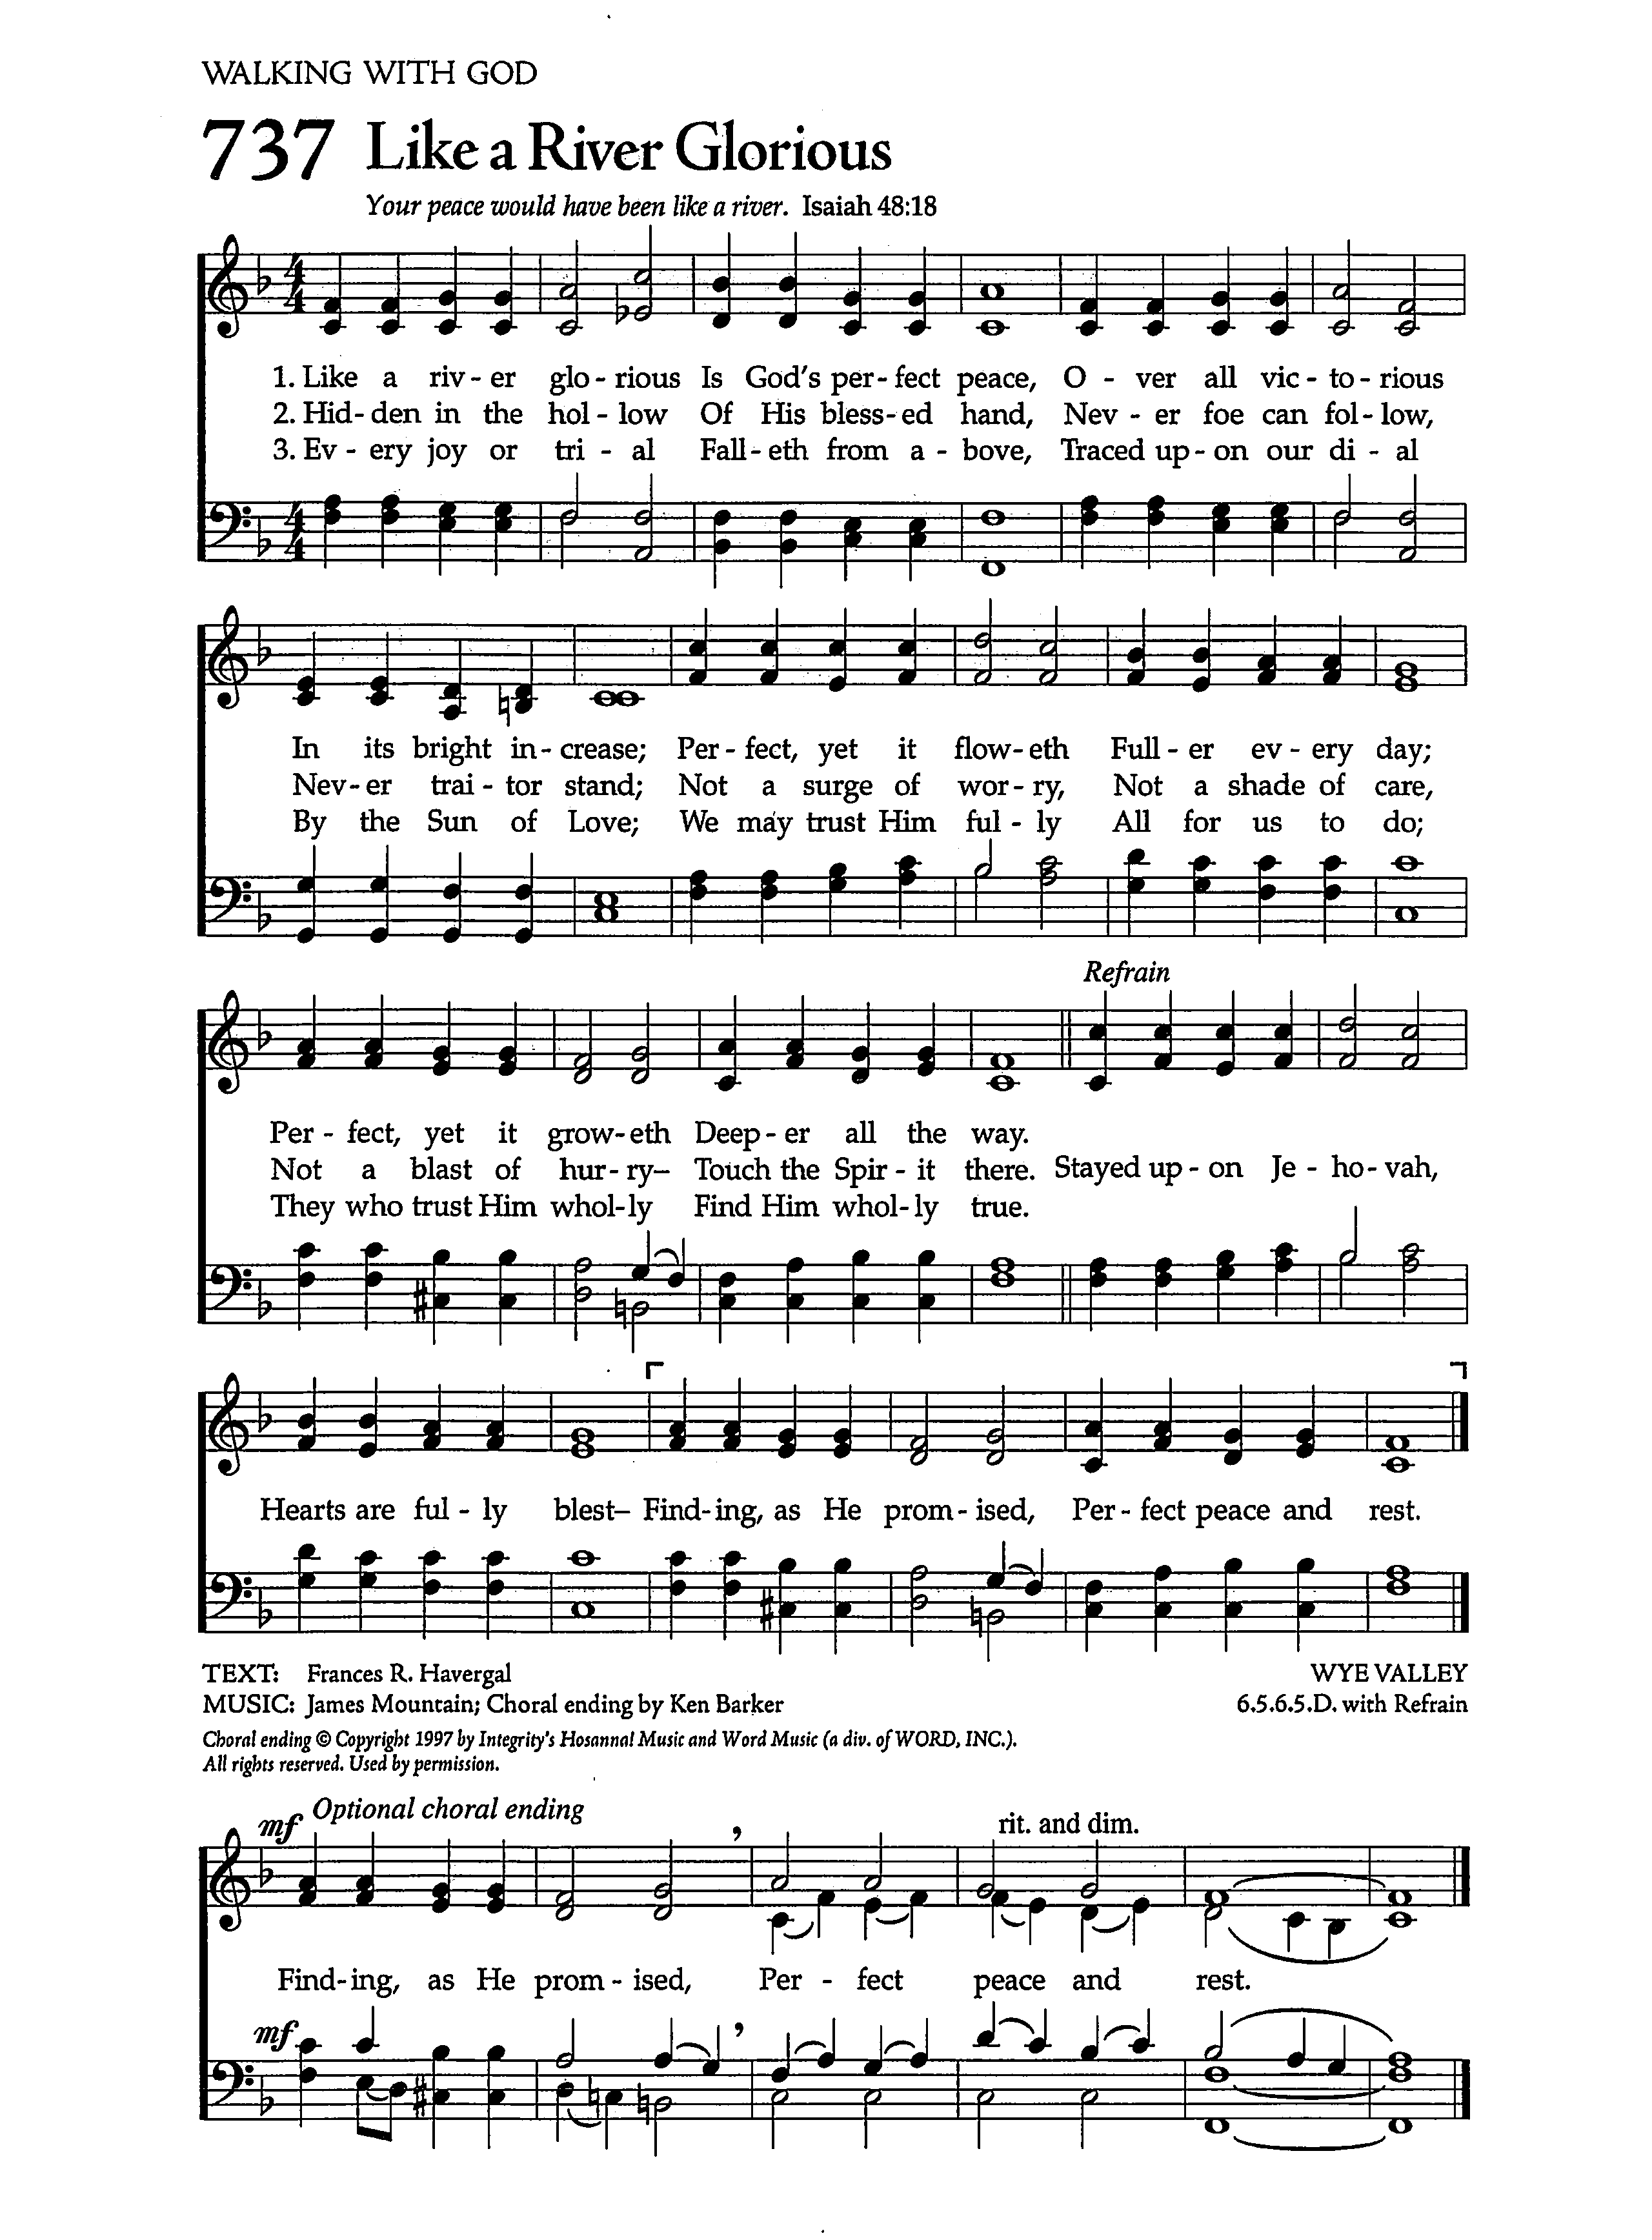 WALKING WITH GOD
737 Like a River Glorious
Your peace would have been like a river. Isaiah 48:18
1. Like a riv - er glo - rious Is God's per - fect peace, O - ver all vic - to - rious
2. Hid - den in the hol - low Of His bless - ed hand, Nev - er foe can fol - low,
3. Ev - ery joy or tri - al Fall - eth from a - bove, Traced up - on our di - al
In its bright in - crease; Per - fect, yet it flow - eth Full - er ev - ery day;
Nev - er trai - tor stand; Not a surge of wor - ry, Not a shade of care,
By the Sun of Love; We may trust Him ful - ly All for us to do;
Refrain
Per - fect, yet it grow - eth Deep - er all the way.
Not a blast of hur - ry– Touch the Spir - it there. Stayed up - on Je - ho - vah,
They who trust Him whol - ly Find Him whol - ly true.
Hearts are ful - ly blest– Find - ing, as He prom - ised, Per - fect peace and rest.
TEXT: Frances R. Havergal WYE VALLEY
MUSIC: James Mountain; Choral ending by Ken Barker 6.5.6.5.D. with Refrain
Choral ending © Copyright 1997 by Integrity's Hosanna! Music and Word Music (a div. of WORD, INC.).
All rights reserved. Used by permission.
mf Optional choral ending rit. and dim.
Find - ing, as He prom - ised, Per - fect peace and rest.
mf